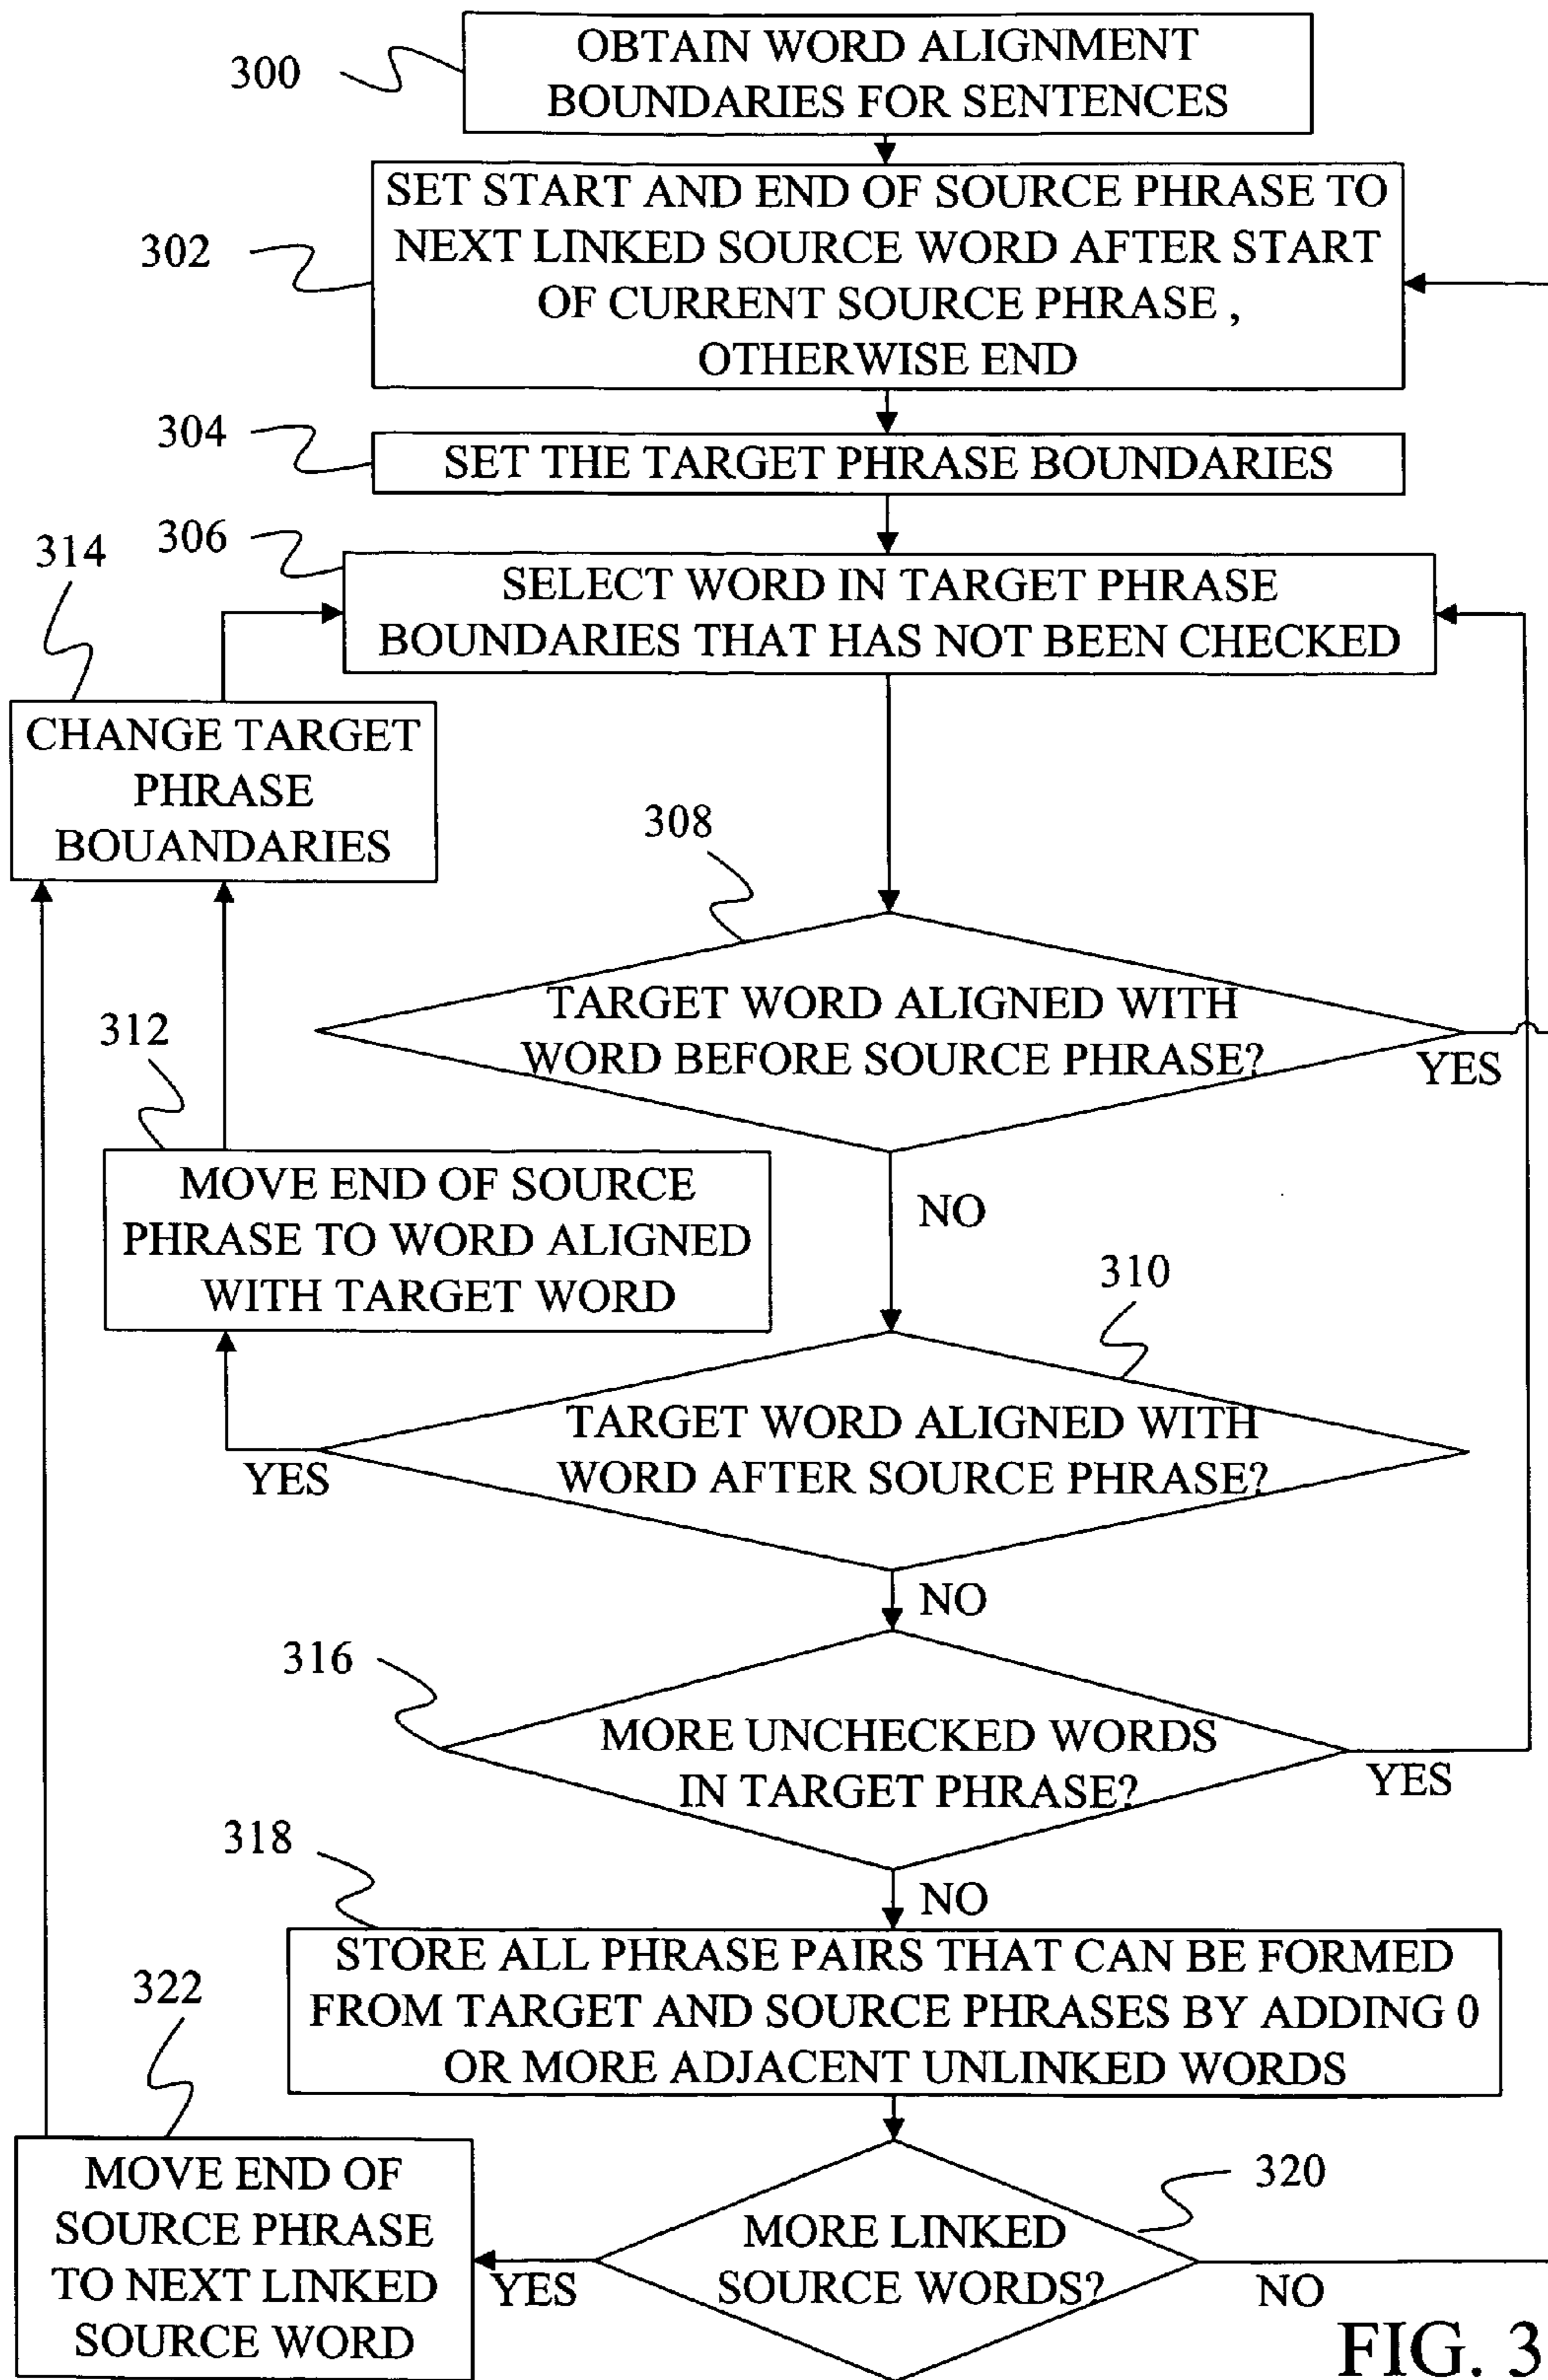 300
OBTAIN WORD ALIGNMENT
BOUNDARIES FOR SENTENCES
302
SET START AND END OF SOURCE PHRASE TO
NEXT LINKED SOURCE WORD AFTER START
OF CURRENT SOURCE PHRASE ,
OTHERWISE END
304
SET THE TARGET PHRASE BOUNDARIES
306
SELECT WORD IN TARGET PHRASE
BOUNDARIES THAT HAS NOT BEEN CHECKED
314
CHANGE TARGET
PHRASE
BOUANDARIES
308
TARGET WORD ALIGNED WITH
WORD BEFORE SOURCE PHRASE?
YES
NO
312
MOVE END OF SOURCE
PHRASE TO WORD ALIGNED
WITH TARGET WORD
310
TARGET WORD ALIGNED WITH
WORD AFTER SOURCE PHRASE?
YES
NO
316
MORE UNCHECKED WORDS
IN TARGET PHRASE?
YES
NO
318
STORE ALL PHRASE PAIRS THAT CAN BE FORMED
FROM TARGET AND SOURCE PHRASES BY ADDING 0
OR MORE ADJACENT UNLINKED WORDS
322
MOVE END OF
SOURCE PHRASE
TO NEXT LINKED
SOURCE WORD
320
MORE LINKED
SOURCE WORDS?
YES
NO
FIG. 3